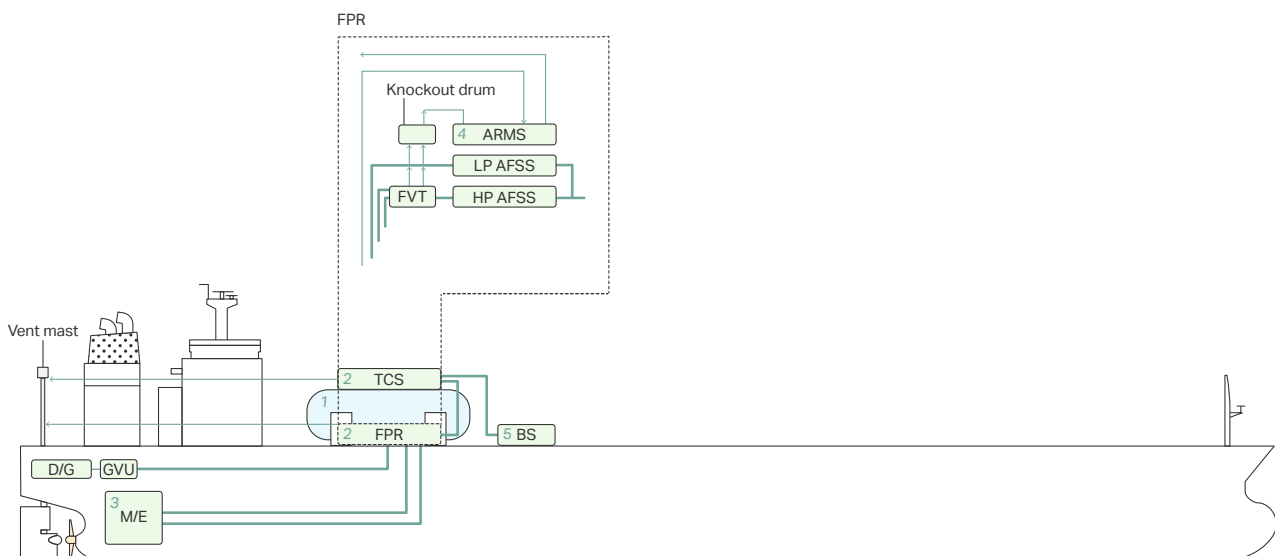 FPR
Knockout drum
4 ARMS
LP AFSS
FVT
HP AFSS
Vent mast
2 TCS
1
2 FPR
5 BS
D/G
GVU
3
M/E